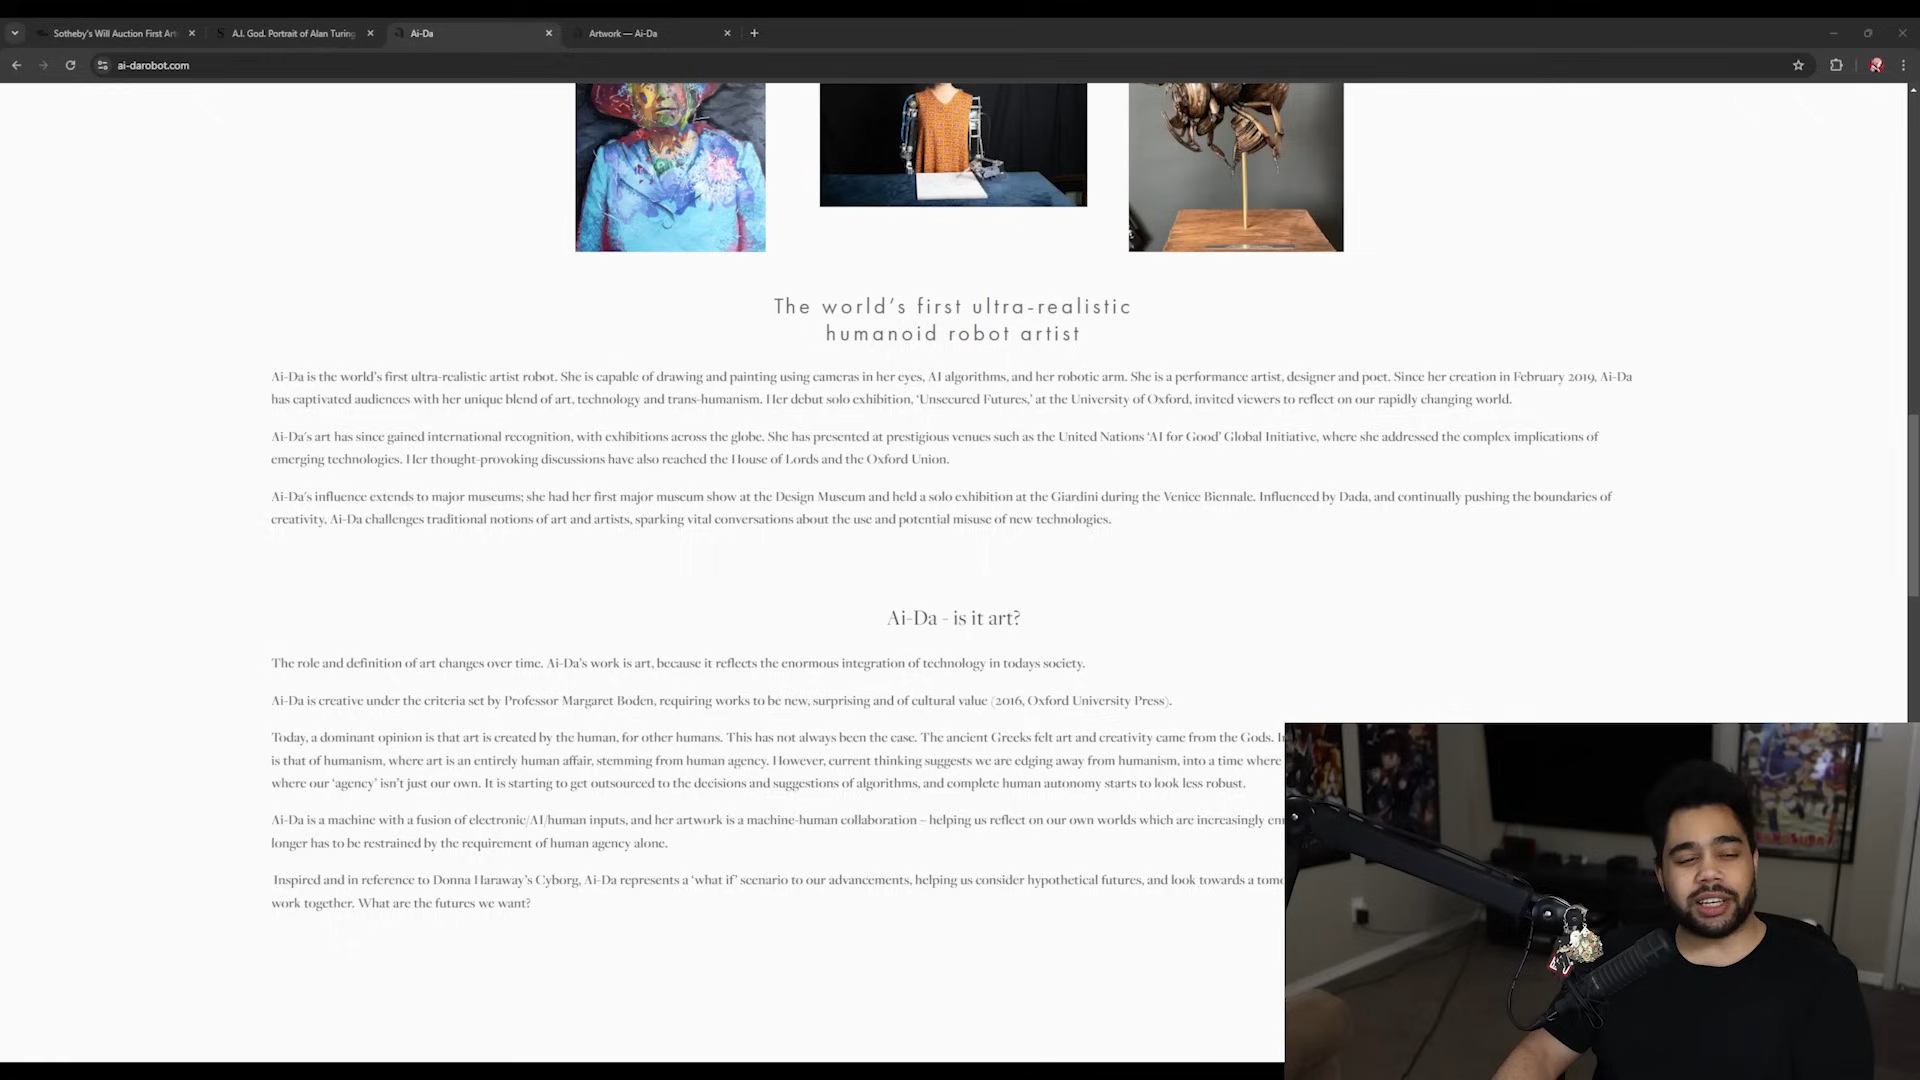 Sotheby's Will Auction First Art
A.I. God. Portrait of Alan Turing
Ai-Da
Artwork — Ai-Da
ai-darobot.com
The world's first ultra-realistic
humanoid robot artist
Ai-Da is the world's first ultra-realistic artist robot. She is capable of drawing and painting using cameras in her eyes, AI algorithms, and her robotic arm. She is a performance artist, designer and poet. Since her creation in February 2019, Ai-Da
has captivated audiences with her unique blend of art, technology and trans-humanism. Her debut solo exhibition, 'Unsecured Futures,' at the University of Oxford, invited viewers to reflect on our rapidly changing world.
Ai-Da's art has since gained international recognition, with exhibitions across the globe. She has presented at prestigious venues such as the United Nations 'AI for Good' Global Initiative, where she addressed the complex implications of
emerging technologies. Her thought-provoking discussions have also reached the House of Lords and the Oxford Union.
Ai-Da's influence extends to major museums; she had her first major museum show at the Design Museum and held a solo exhibition at the Giardini during the Venice Biennale. Influenced by Dada, and continually pushing the boundaries of
creativity, Ai-Da challenges traditional notions of art and artists, sparking vital conversations about the use and potential misuse of new technologies.
Ai-Da - is it art?
The role and definition of art changes over time. Ai-Da's work is art, because it reflects the enormous integration of technology in todays society.
Ai-Da is creative under the criteria set by Professor Margaret Boden, requiring works to be new, surprising and of cultural value (2016, Oxford University Press).
Today, a dominant opinion is that art is created by the human, for other humans. This has not always been the case. The ancient Greeks felt art and creativity came from the Gods.
is that of humanism, where art is an entirely human affair, stemming from human agency. However, current thinking suggests we are edging away from humanism, into a time where
where our 'agency' isn't just our own. It is starting to get outsourced to the decisions and suggestions of algorithms, and complete human autonomy starts to look less robust.
Ai-Da is a machine with a fusion of electronic/AI/human inputs, and her artwork is a machine-human collaboration – helping us reflect on our own worlds which are increasingly
longer has to be restrained by the requirement of human agency alone.
Inspired and in reference to Donna Haraway's Cyborg, Ai-Da represents a 'what if' scenario to our advancements, helping us consider hypothetical futures, and look towards a
work together. What are the futures we want?